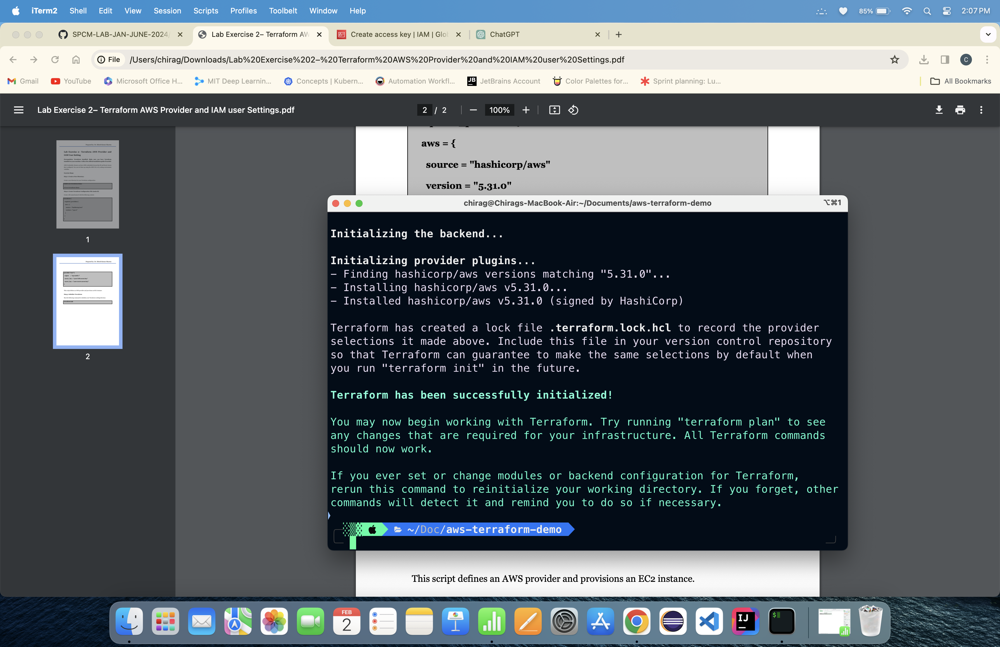 iTerm2 Shell Edit View Session Scripts Profiles Toolbelt Window Help 85% 2:07 PM
SPCM-LAB-JAN-JUNE-2024/ Lab Exercise 2– Terraform AW Create access key | IAM | Glo ChatGPT
File /Users/chirag/Downloads/Lab%20Exercise%202–%20Terraform%20AWS%20Provider%20and%20IAM%20user%20Settings.pdf C
Gmail YouTube Microsoft Office H... MIT Deep Learnin... Concepts | Kubern... Automation Workfl... JB JetBrains Account Color Palettes for... Sprint planning: Lu... All Bookmarks
Lab Exercise 2– Terraform AWS Provider and IAM user Settings.pdf 2 / 2 100%
1
2
aws = {
source = "hashicorp/aws"
version = "5.31.0"
chirag@Chirags-MacBook-Air:~/Documents/aws-terraform-demo ⌥⌘1
Initializing the backend...
Initializing provider plugins...
- Finding hashicorp/aws versions matching "5.31.0"...
- Installing hashicorp/aws v5.31.0...
- Installed hashicorp/aws v5.31.0 (signed by HashiCorp)
Terraform has created a lock file .terraform.lock.hcl to record the provider
selections it made above. Include this file in your version control repository
so that Terraform can guarantee to make the same selections by default when
you run "terraform init" in the future.
Terraform has been successfully initialized!
You may now begin working with Terraform. Try running "terraform plan" to see
any changes that are required for your infrastructure. All Terraform commands
should now work.
If you ever set or change modules or backend configuration for Terraform,
rerun this command to reinitialize your working directory. If you forget, other
commands will detect it and remind you to do so if necessary.
~/Doc/aws-terraform-demo
This script defines an AWS provider and provisions an EC2 instance.
FEB
2
IJ
$